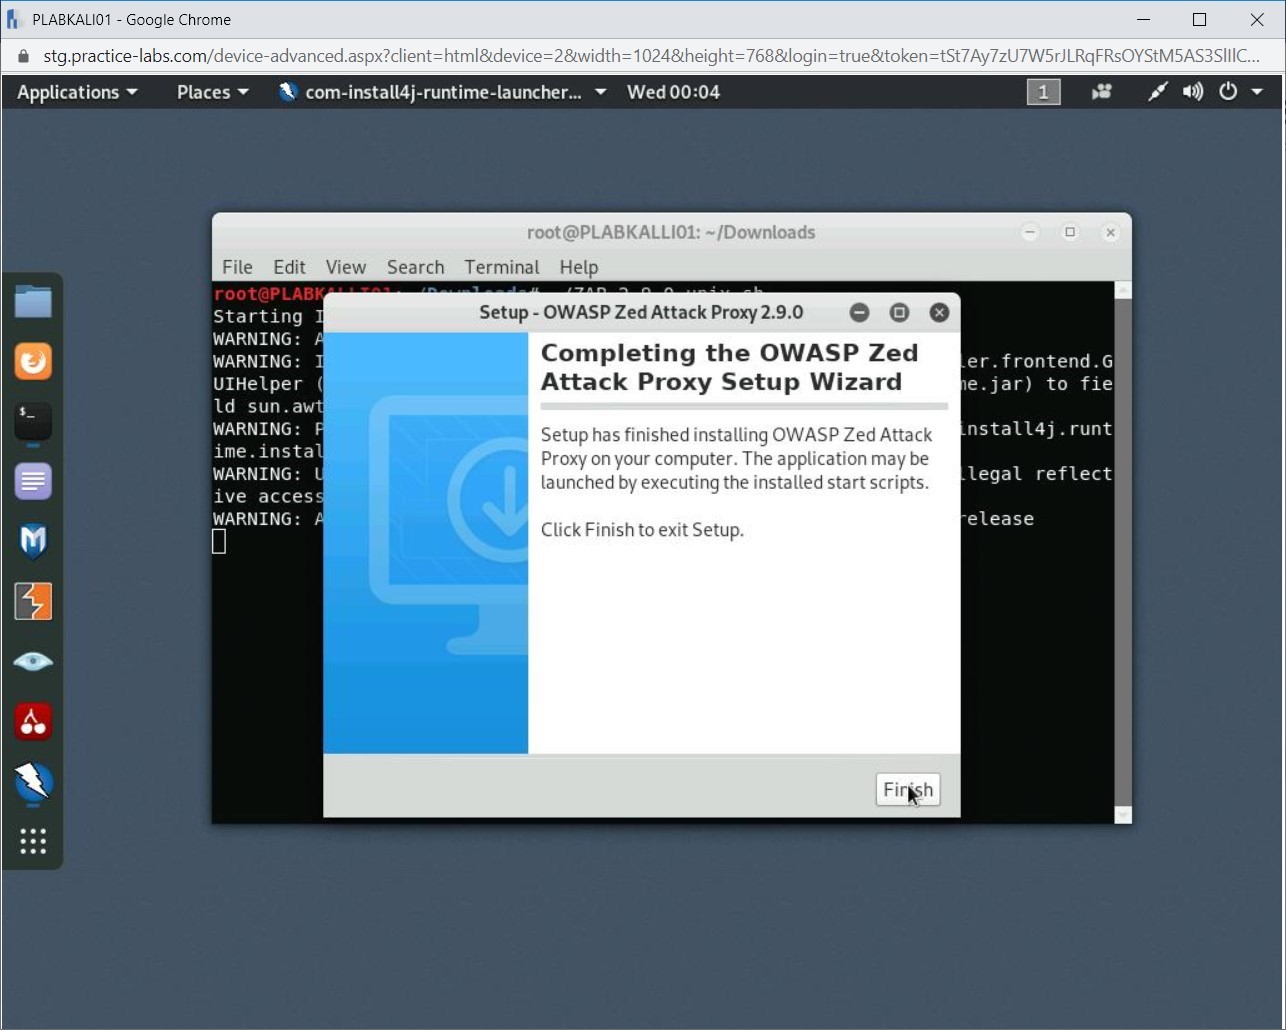 PLABKALI01 - Google Chrome
stg.practice-labs.com/device-advanced.aspx?client=html&device=2&width=1024&height=768&login=true&token=tSt7Ay7zU7W5rJLRqFRsOYStM5AS3SlIlC...
Applications Places com-install4j-runtime-launcher... Wed 00:04 1
root@PLABKALLI01: ~/Downloads
File Edit View Search Terminal Help
Setup - OWASP Zed Attack Proxy 2.9.0
Starting
WARNING:
WARNING: ler.frontend.G
UIHelper ( me.jar) to fie
ld sun.awt
WARNING: install4j.runt
ime.instal
WARNING: legal reflect
ive access
WARNING: release
Completing the OWASP Zed
Attack Proxy Setup Wizard
Setup has finished installing OWASP Zed Attack
Proxy on your computer. The application may be
launched by executing the installed start scripts.
Click Finish to exit Setup.
Finish